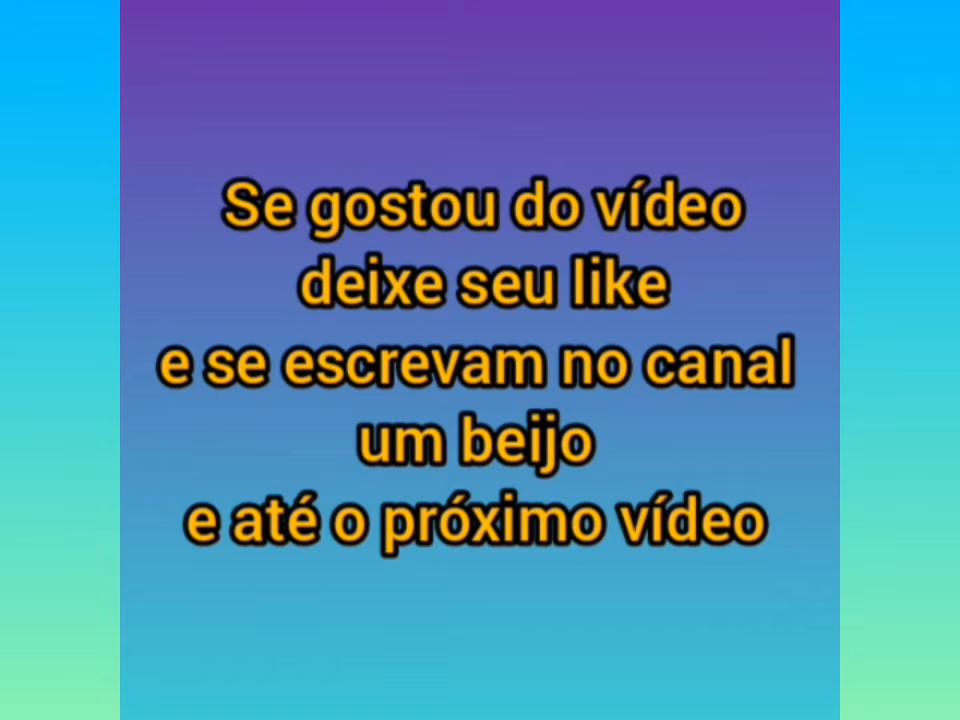 Se gostou do vídeo
deixe seu like
e se escrevam no canal
um beijo
e até o próximo vídeo